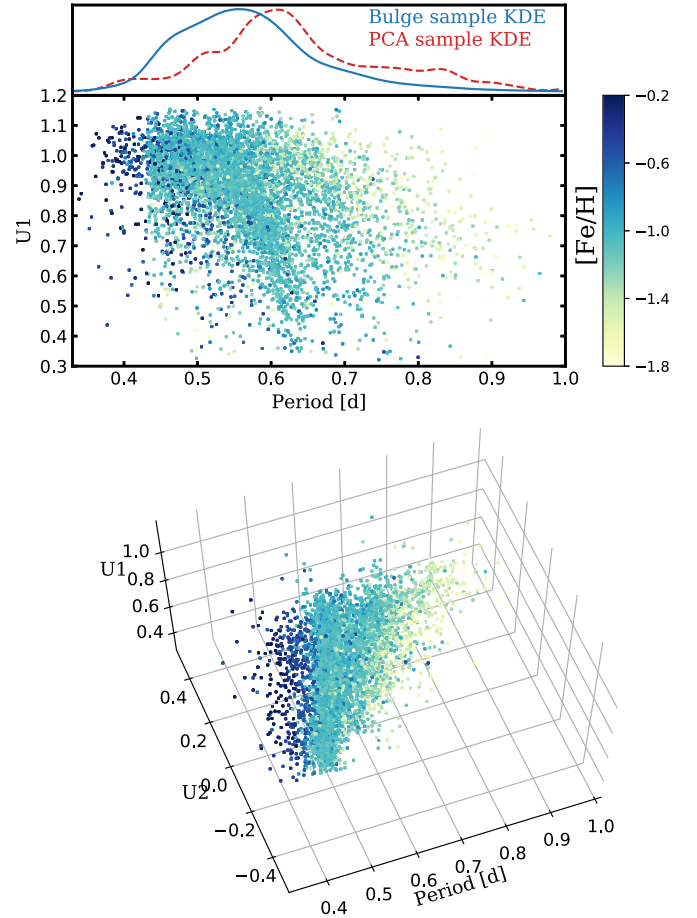 Bulge sample KDE
PCA sample KDE
1.2
1.1
1.0
0.9
0.8
0.7
0.6
0.5
0.4
0.3
U1
0.4 0.5 0.6 0.7 0.8 0.9 1.0
Period [d]
−0.2
−0.6
−1.0
−1.4
−1.8
[Fe/H]
1.0
0.8
0.6
0.4
U1
0.4
0.2
0.0
−0.2
−0.4
U2
0.4 0.5 0.6 0.7 0.8 0.9 1.0
Period [d]